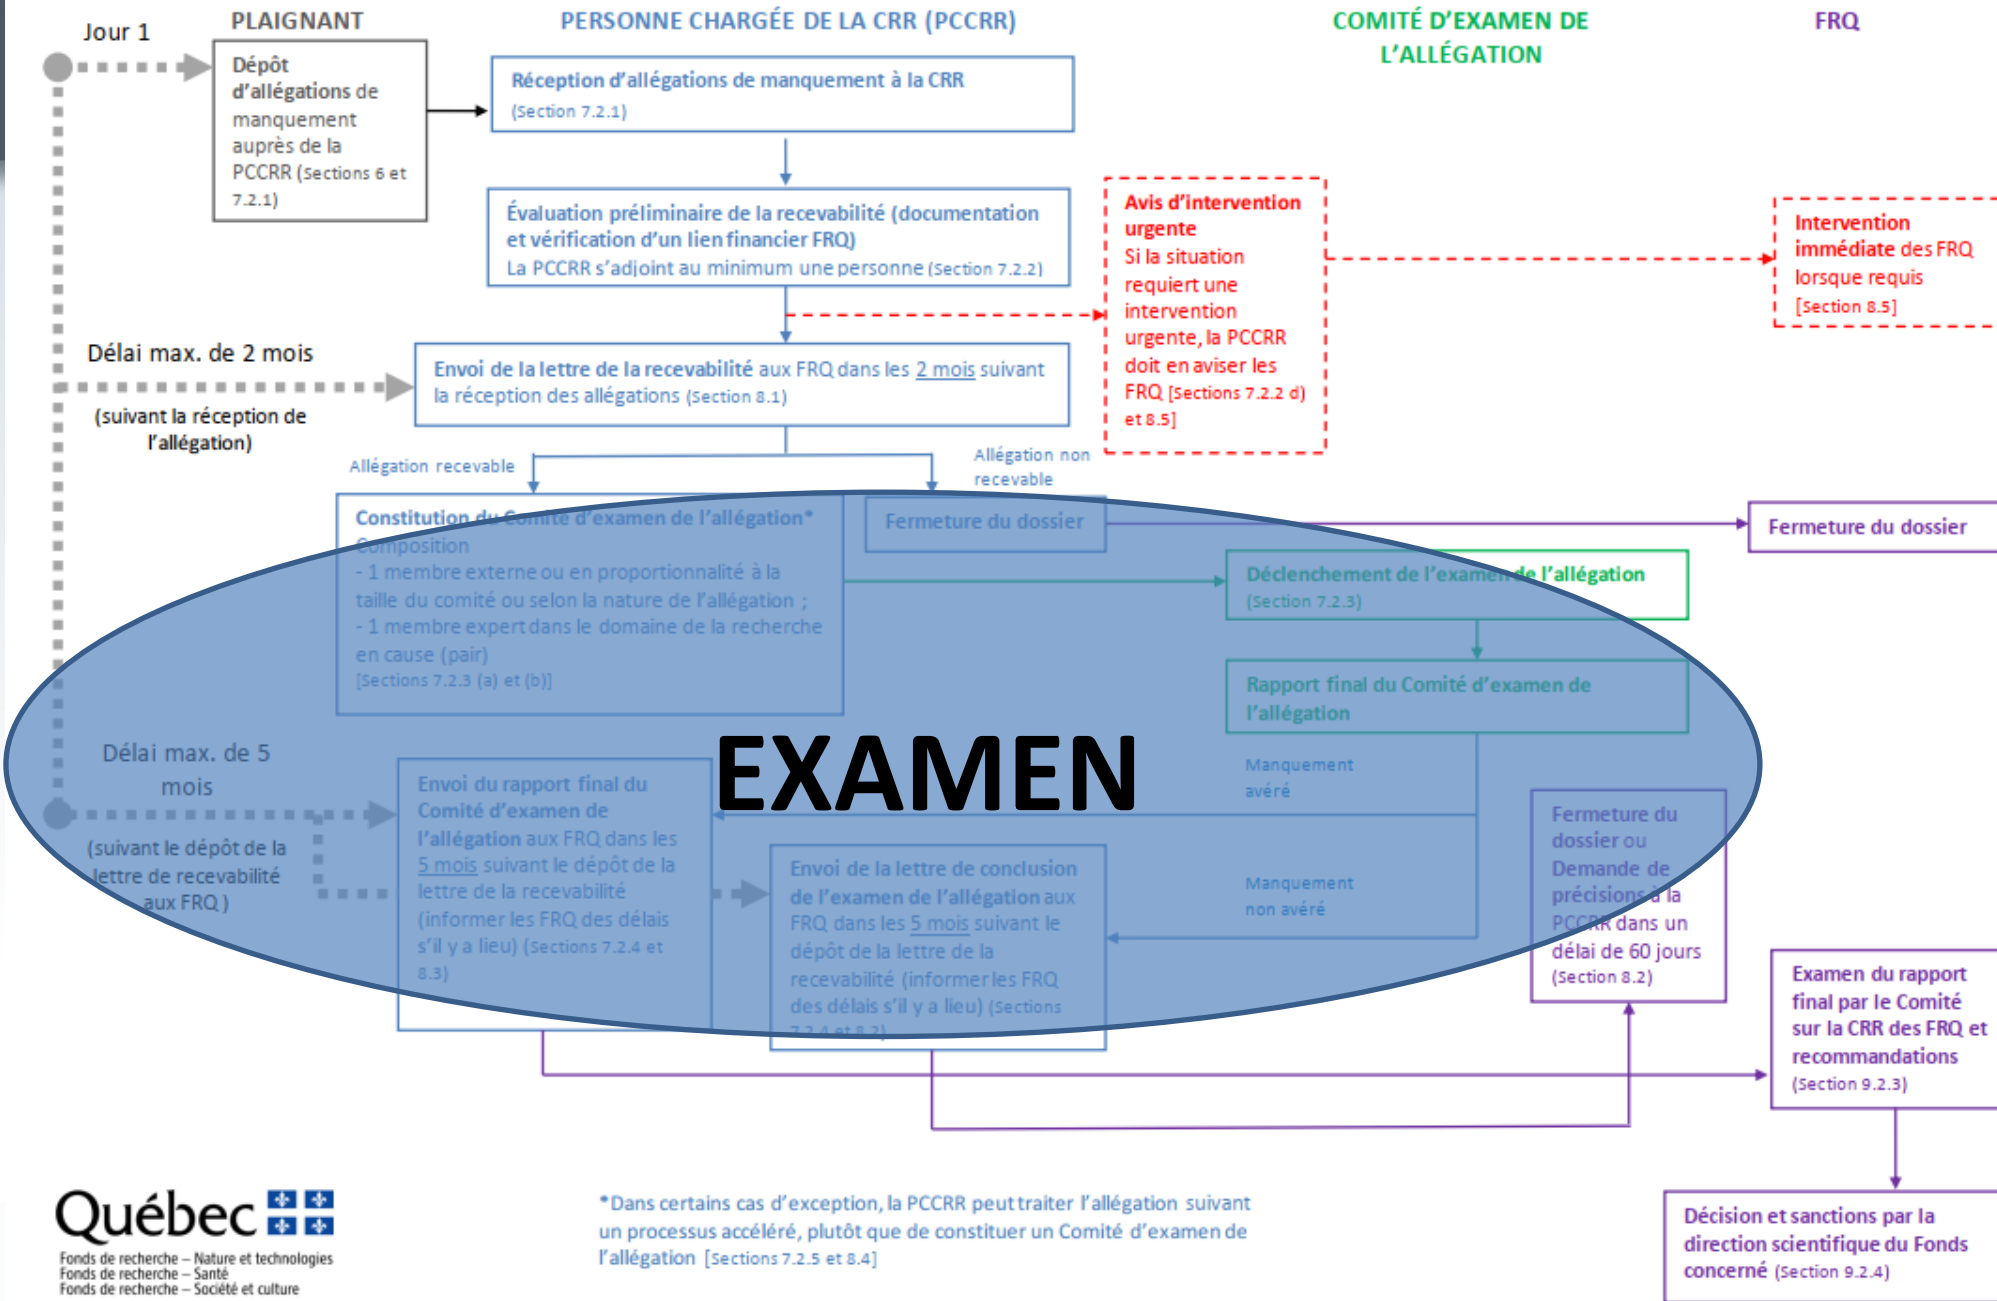 Jour 1
PLAIGNANT
PERSONNE CHARGÉE DE LA CRR (PCCRR)
COMITÉ D'EXAMEN DE
L'ALLÉGATION
FRQ
Dépôt
d'allégations de
manquement
auprès de la
PCCRR (Sections 6 et
7.2.1)
Réception d'allégations de manquement à la CRR
(Section 7.2.1)
Évaluation préliminaire de la recevabilité (documentation
et vérification d'un lien financier FRQ)
La PCCRR s'adjoint au minimum une personne (Section 7.2.2)
Avis d'intervention
urgente
Si la situation
requiert une
intervention
urgente, la PCCRR
doit en aviser les
FRQ [Sections 7.2.2 d)
et 8.5]
Intervention
immédiate des FRQ
lorsque requis
[Section 8.5]
Délai max. de 2 mois
(suivant la réception de
l'allégation)
Envoi de la lettre de la recevabilité aux FRQ dans les 2 mois suivant
la réception des allégations (Section 8.1)
Allégation recevable
Allégation non
recevable
Constitution du Comité d'examen de l'allégation*
Composition
- 1 membre externe ou en proportionnalité à la
taille du comité ou selon la nature de l'allégation ;
- 1 membre expert dans le domaine de la recherche
en cause (pair)
[Sections 7.2.3 (a) et (b)]
Fermeture du dossier
Fermeture du dossier
Déclenchement de l'examen de l'allégation
(Section 7.2.3)
Rapport final du Comité d'examen de
l'allégation
EXAMEN
Manquement
avéré
Manquement
non avéré
Délai max. de 5
mois
(suivant le dépôt de la
lettre de recevabilité
aux FRQ )
Envoi du rapport final du
Comité d'examen de
l'allégation aux FRQ dans les
5 mois suivant le dépôt de la
lettre de la recevabilité
(informer les FRQ des délais
s'il y a lieu) (Sections 7.2.4 et
8.3)
Envoi de la lettre de conclusion
de l'examen de l'allégation aux
FRQ dans les 5 mois suivant le
dépôt de la lettre de la
recevabilité (informer les FRQ
des délais s'il y a lieu) (Sections
7.2.4 et 8.2)
Fermeture du
dossier ou
Demande de
précisions à la
PCCRR dans un
délai de 60 jours
(Section 8.2)
Examen du rapport
final par le Comité
sur la CRR des FRQ et
recommandations
(Section 9.2.3)
Décision et sanctions par la
direction scientifique du Fonds
concerné (Section 9.2.4)
*Dans certains cas d'exception, la PCCRR peut traiter l'allégation suivant
un processus accéléré, plutôt que de constituer un Comité d'examen de
l'allégation [Sections 7.2.5 et 8.4]
Québec
Fonds de recherche – Nature et technologies
Fonds de recherche – Santé
Fonds de recherche – Société et culture